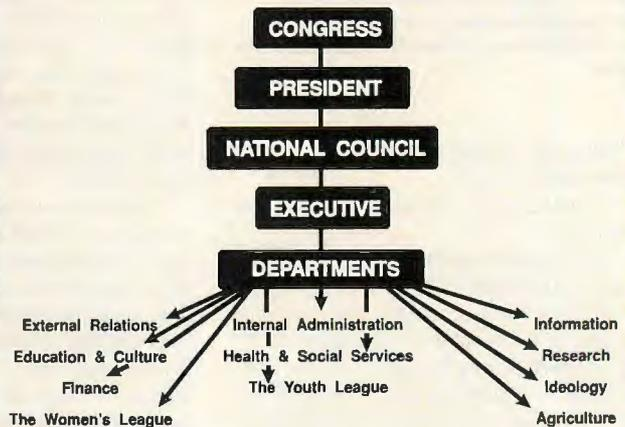 CONGRESS
PRESIDENT
NATIONAL COUNCIL
EXECUTIVE
DEPARTMENTS
External Relations
Internal Administration
Information
Education & Culture
Health & Social Services
Research
Finance
The Youth League
Ideology
The Women's League
Agriculture